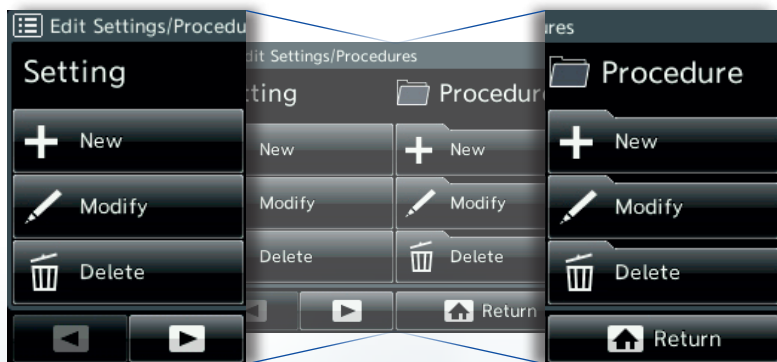 Edit Settings/Procedu
Setting
New
Modify
Delete
dit Settings/Procedures
tting
New
Modify
Delete
Procedur
New
Modify
Delete
Return
res
Procedure
New
Modify
Delete
Return